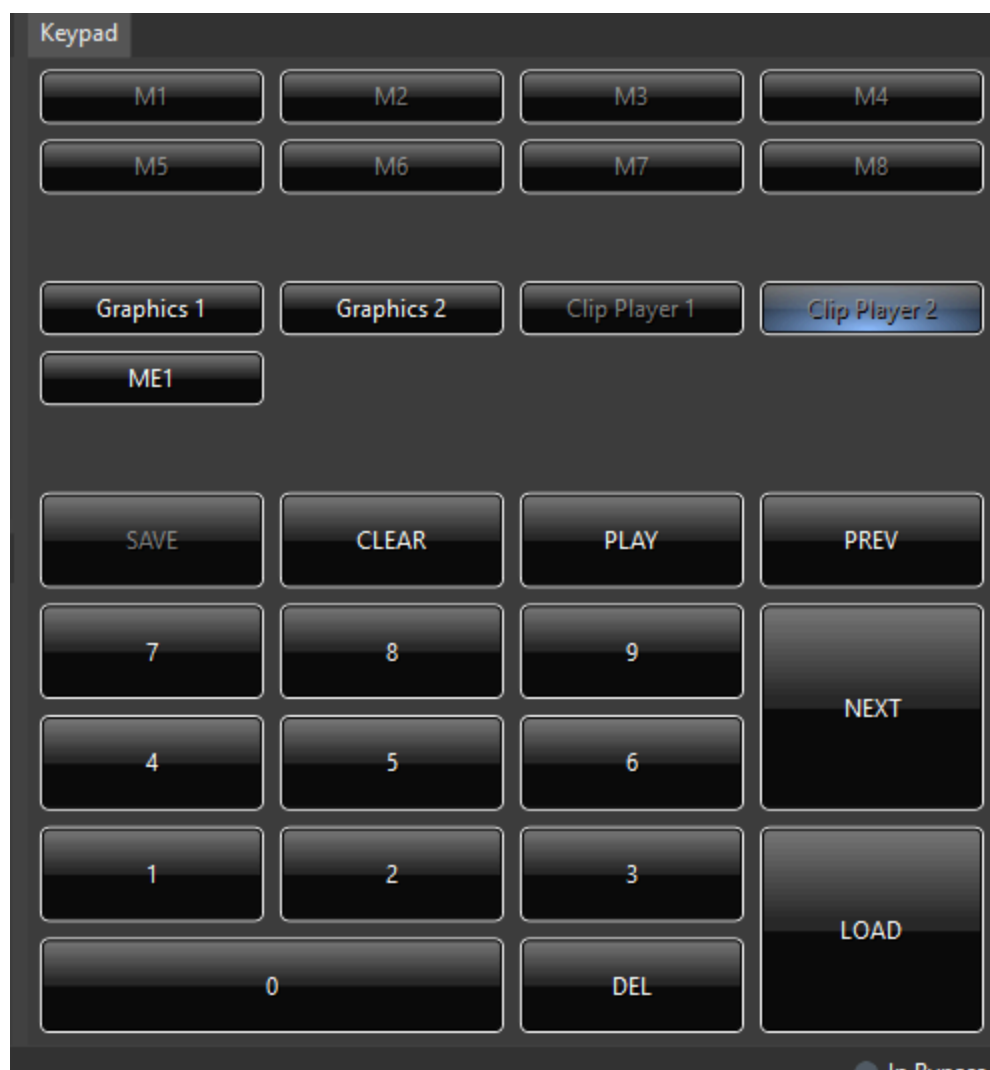 Keypad
M1 M2 M3 M4
M5 M6 M7 M8
Graphics 1 Graphics 2 Clip Player 1 Clip Player 2
ME1
SAVE CLEAR PLAY PREV
7 8 9
NEXT
4 5 6
1 2 3
LOAD
0 DEL